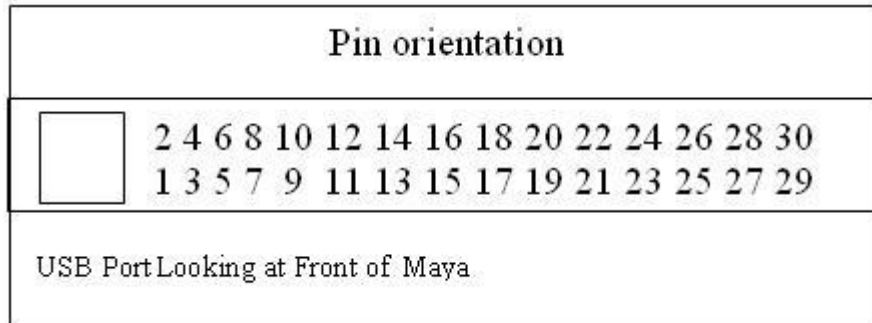 Pin orientation
2 4 6 8 10 12 14 16 18 20 22 24 26 28 30
1 3 5 7 9 11 13 15 17 19 21 23 25 27 29
USB Port Looking at Front of Maya